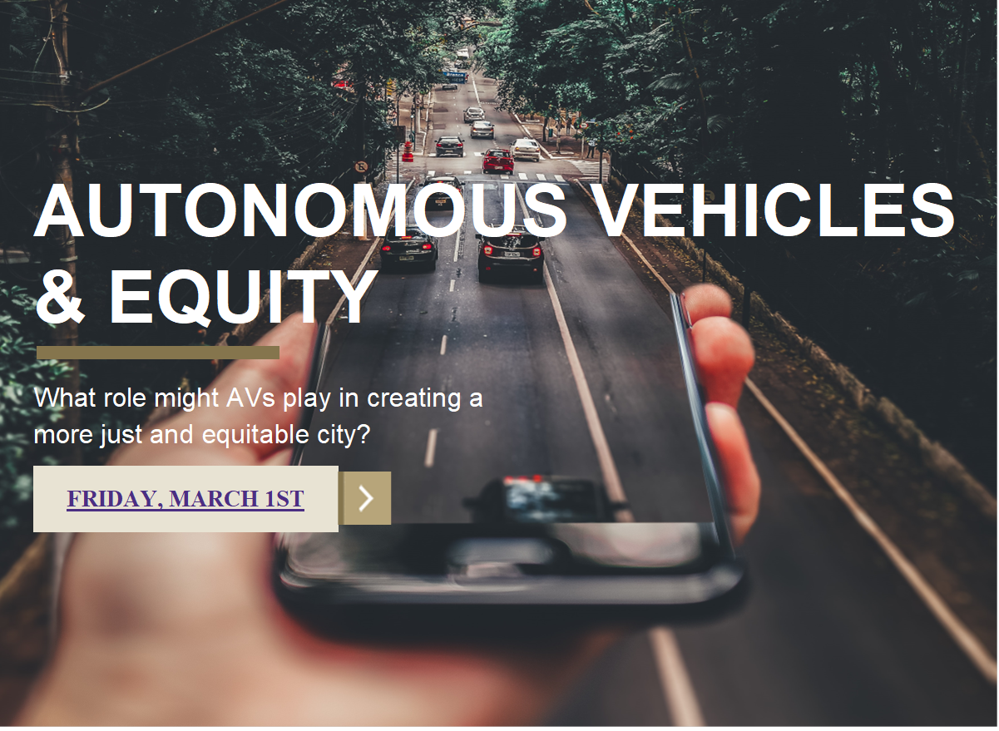 AUTONOMOUS VEHICLES
& EQUITY
What role might AVs play in creating a
more just and equitable city?
FRIDAY, MARCH 1ST